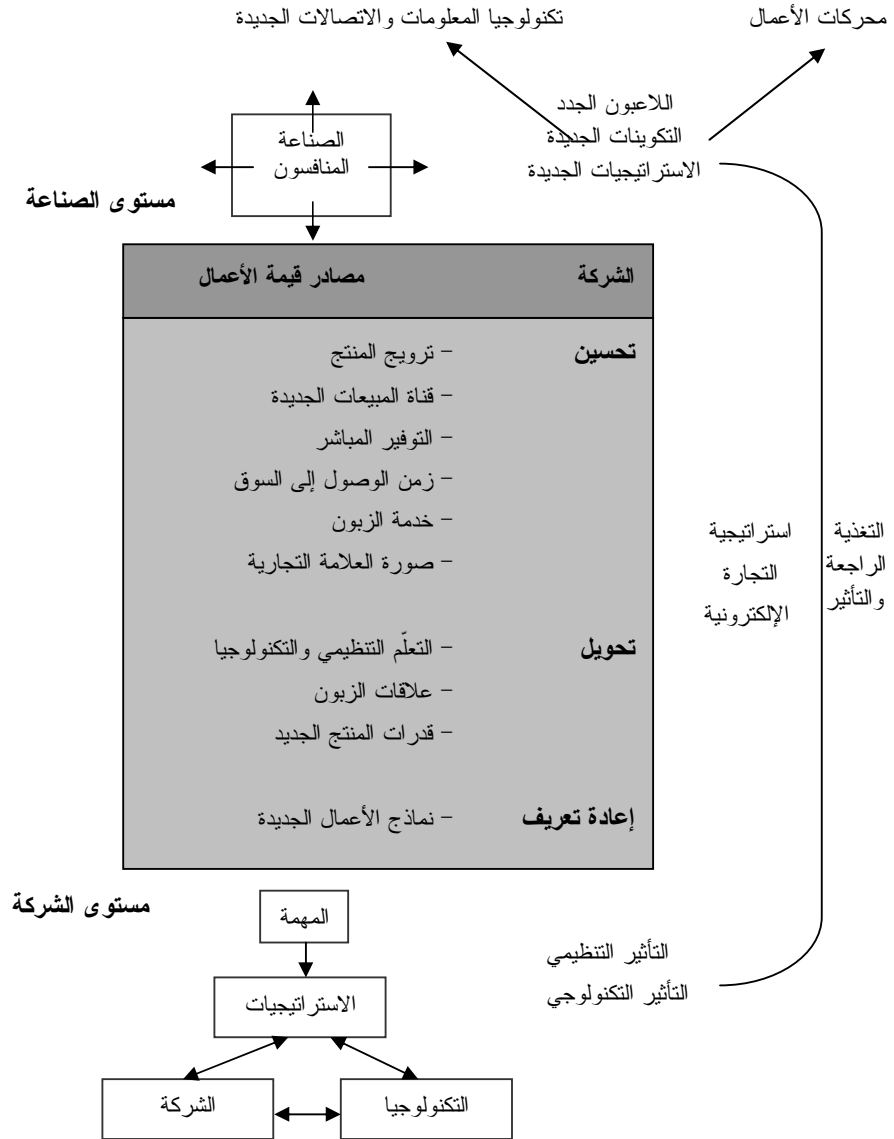 محركات الأعمال
تكنولوجيا المعلومات والاتصالات الجديدة
اللاعبون الجدد
التكوينات الجديدة
الاستراتيجيات الجديدة
الصناعة
المنافسون
مستوى الصناعة
الشركة
مصادر قيمة الأعمال
تحسين
- ترويج المنتج
- قناة المبيعات الجديدة
- التوفير المباشر
- زمن الوصول إلى السوق
- خدمة الزبون
- صورة العلامة التجارية
تحويل
- التعلّم التنظيمي والتكنولوجيا
- علاقات الزبون
- قدرات المنتج الجديد
إعادة تعريف
- نماذج الأعمال الجديدة
التغذية
الراجعة
والتأثير
استراتيجية
التجارة
الإلكترونية
مستوى الشركة
المهمة
الاستراتيجيات
التكنولوجيا
الشركة
التأثير التنظيمي
التأثير التكنولوجي